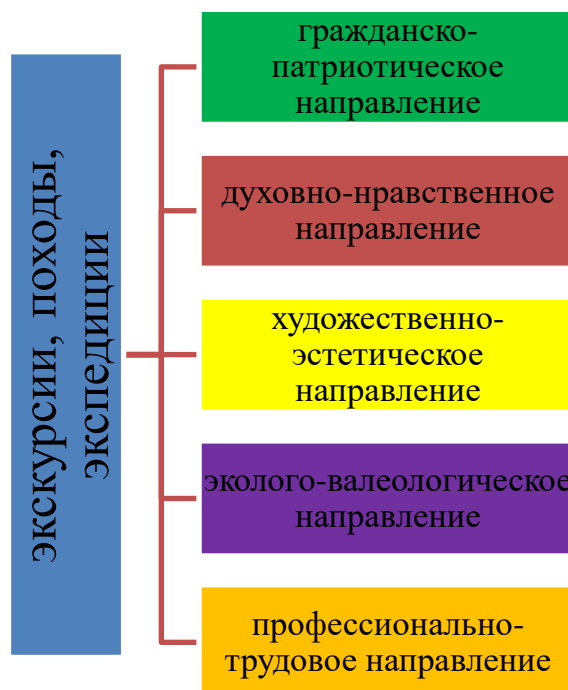 экскурсии, походы,
экспедиции
гражданско-
патриотическое
направление
духовно-нравственное
направление
художественно-
эстетическое
направление
эколого-валеологическое
направление
профессионально-
трудовое направление